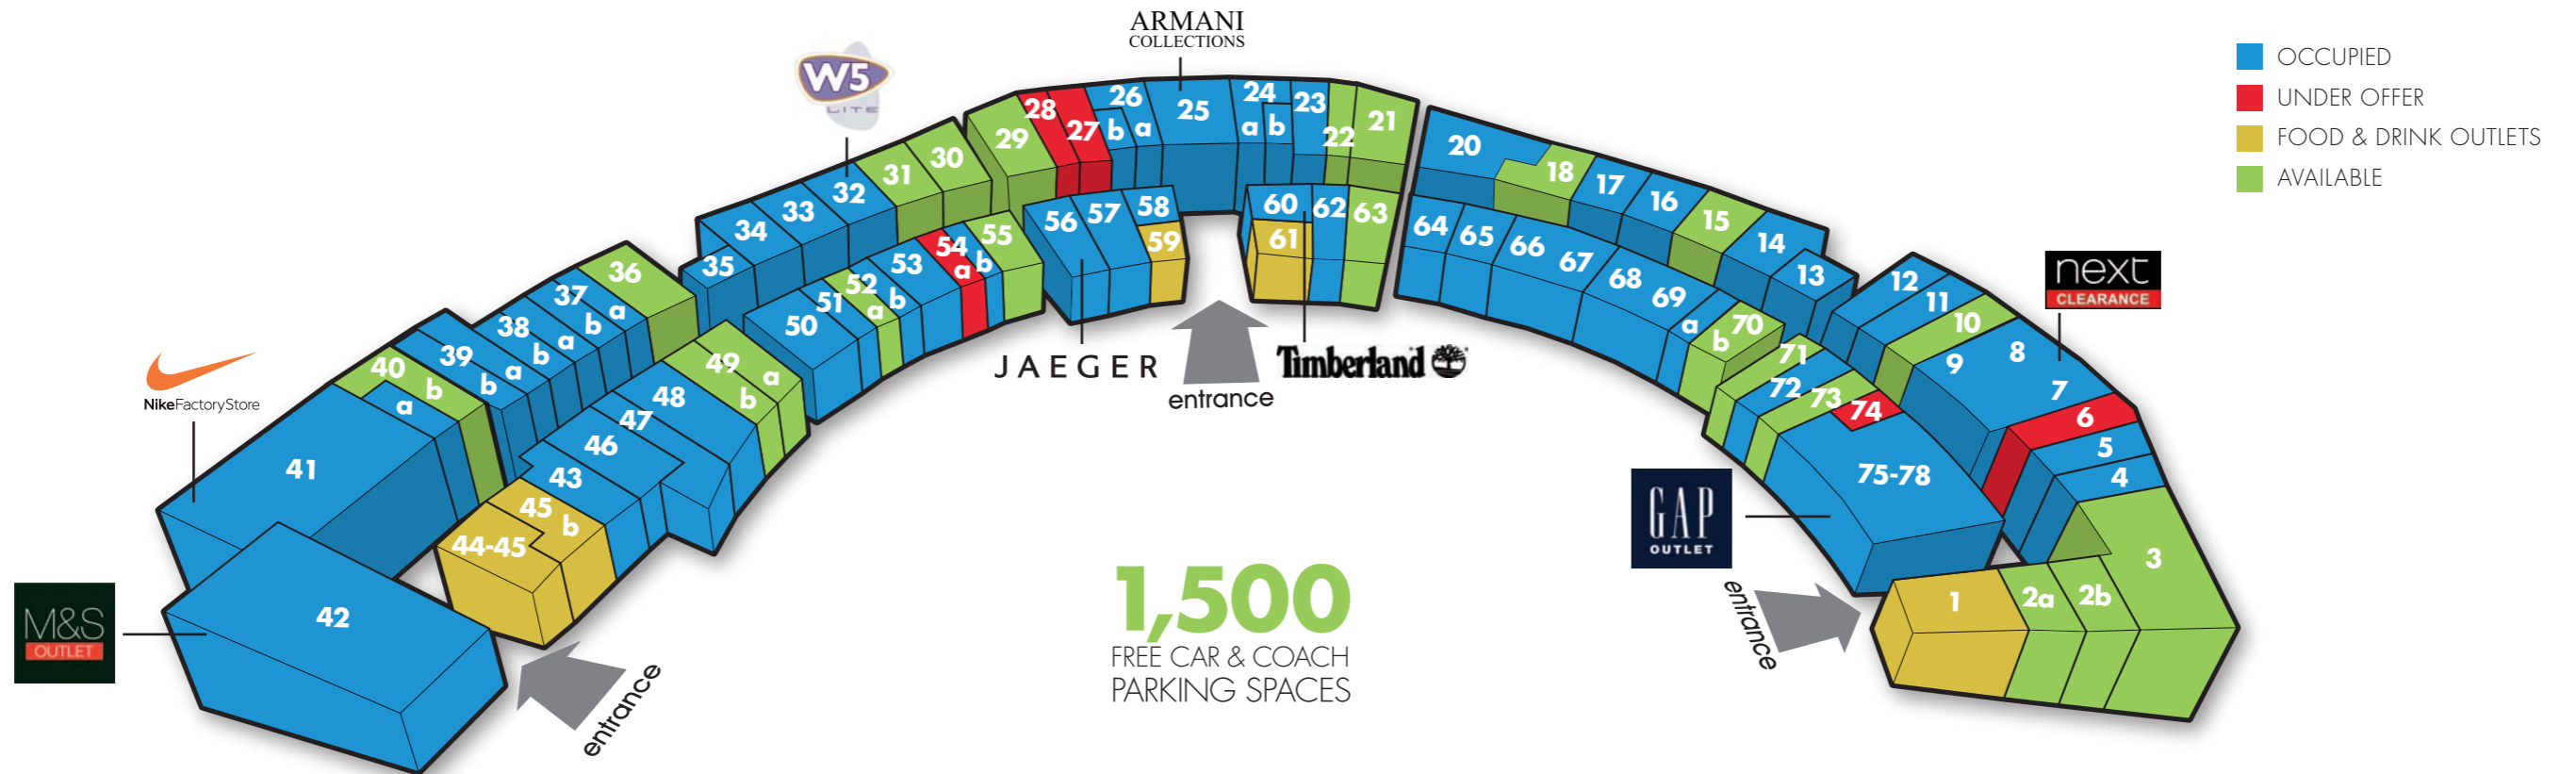 ARMANI
COLLECTIONS
W5
LITE
OCCUPIED
UNDER OFFER
FOOD & DRINK OUTLETS
AVAILABLE
28
27
26
b
a
25
24
a
b
23
22
21
29
30
31
32
33
34
35
20
18
17
16
15
14
13
12
11
10
9
8
7
6
5
4
3
2b
2a
1
next
CLEARANCE
36
37
a
b
38
a
b
39
a
b
40
b
a
41
42
NikeFactoryStore
M&S
OUTLET
44-45
45
b
43
46
47
48
49
a
b
50
51
52
a
b
53
54
a
b
55
56
57
58
59
60
61
62
63
64
65
66
67
68
69
a
70
b
71
72
73
74
75-78
JAEGER
Timberland
entrance
GAP
OUTLET
entrance
entrance
1,500
FREE CAR & COACH
PARKING SPACES